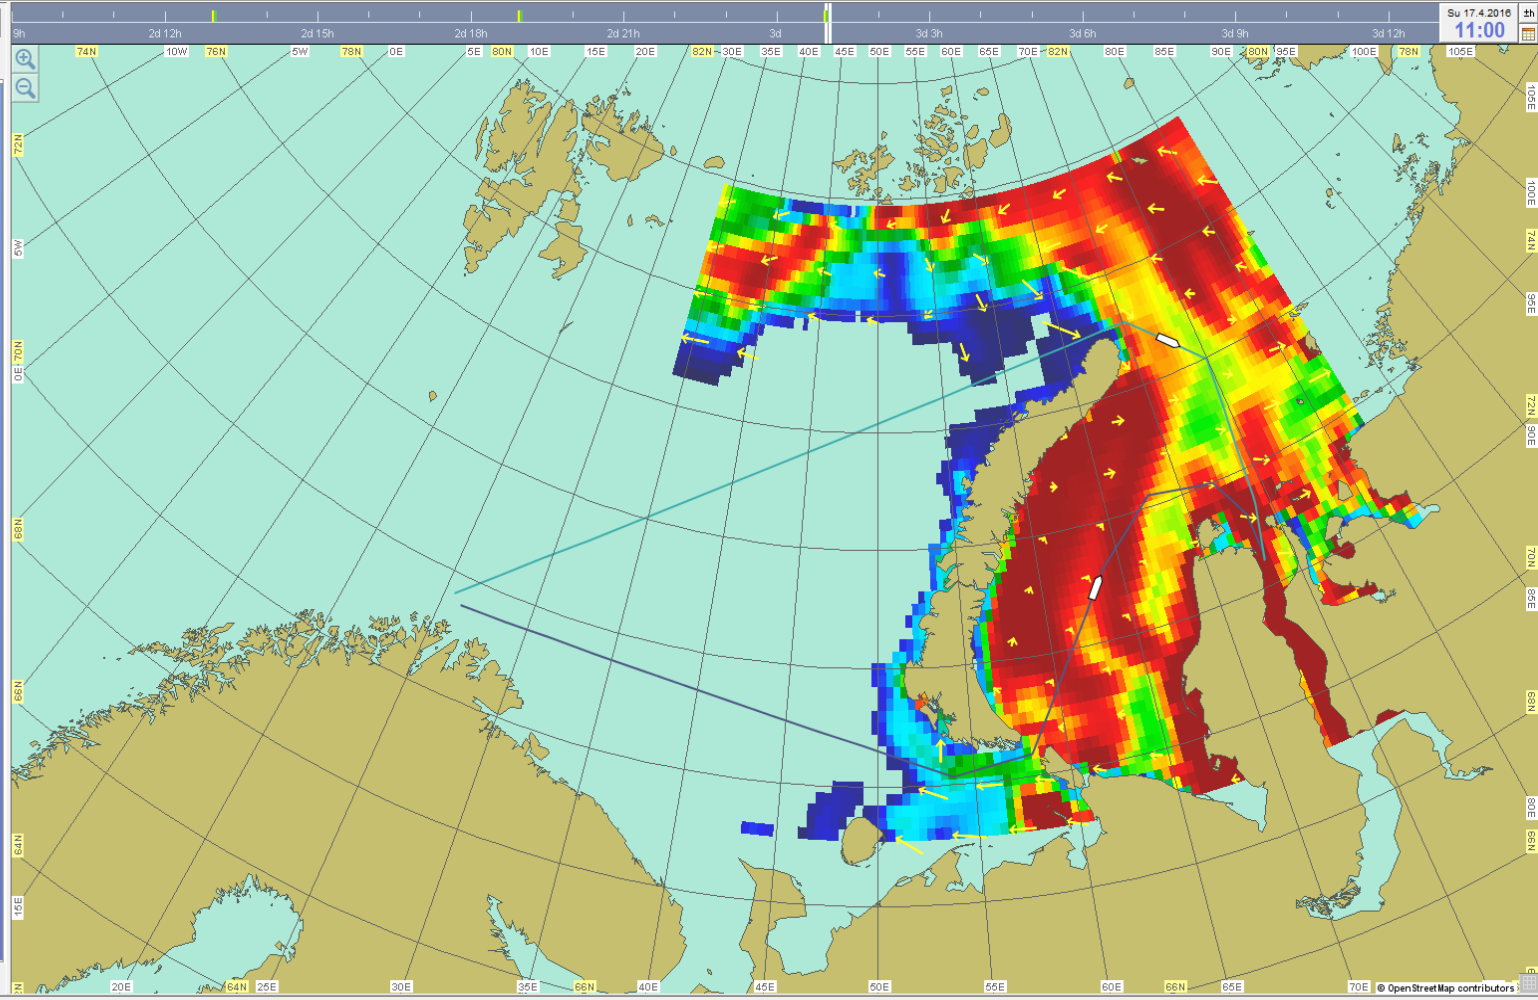 Su 17.4.2016 ±h
11:00
9h 2d 12h 2d 15h 2d 18h 2d 21h 3d 3d 3h 3d 6h 3d 9h 3d 12h
74N 10W 76N 5W 78N 0E 5E 80N 10E 15E 20E 82N 30E 35E 40E 45E 50E 55E 60E 65E 70E 82N 80E 85E 90E 80N 95E 100E 78N 105E
105E
72N
100E
5W
74N
95E
70N
0E
72N
90E
68N
70N
85E
66N
68N
64N
80E
66N
15E
20E 64N 25E 30E 35E 66N 40E 45E 50E 55E 60E 66N 65E 70E
© OpenStreetMap contributors